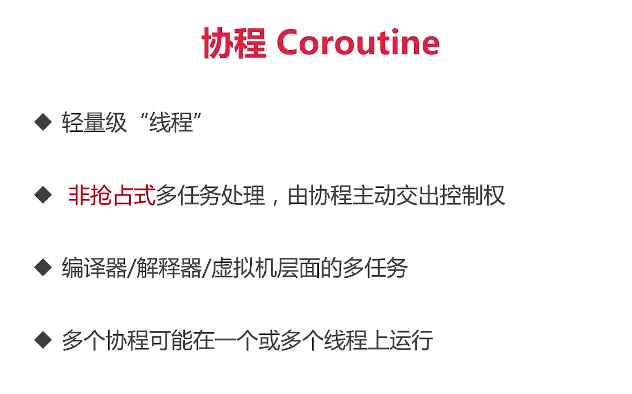 协程 Coroutine
轻量级“线程”
非抢占式多任务处理，由协程主动交出控制权
编译器/解释器/虚拟机层面的多任务
多个协程可能在一个或多个线程上运行